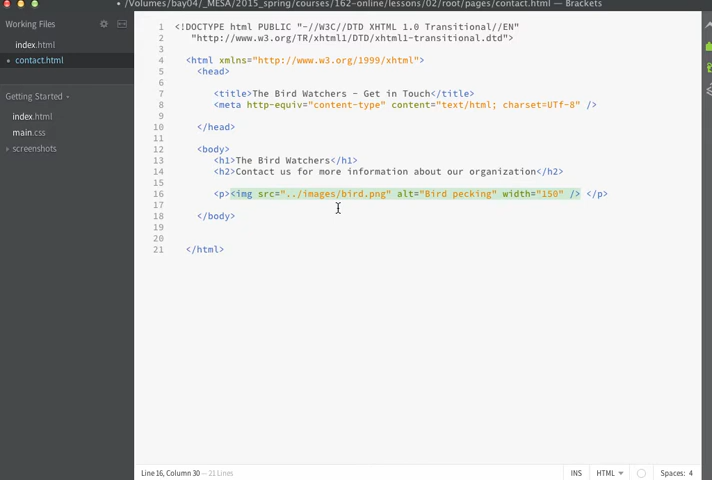 /Volumes/bay04/_MESA/2015_spring/courses/162-online/lessons/02/root/pages/contact.html — Brackets
Working Files
index.html
• contact.html
Getting Started
index.html
main.css
screenshots
1 <!DOCTYPE html PUBLIC "-//W3C//DTD XHTML 1.0 Transitional//EN"
2 "http://www.w3.org/TR/xhtml1/DTD/xhtml1-transitional.dtd">
3
4 <html xmlns="http://www.w3.org/1999/xhtml">
5 <head>
6
7 <title>The Bird Watchers - Get in Touch</title>
8 <meta http-equiv="content-type" content="text/html; charset=UTf-8" />
9
10 </head>
11
12 <body>
13 <h1>The Bird Watchers</h1>
14 <h2>Contact us for more information about our organization</h2>
15
16 <p><img src="../images/bird.png" alt="Bird pecking" width="150" /> </p>
17
18 </body>
19
20
21 </html>
Line 16, Column 30 — 21 Lines
INS
HTML
Spaces: 4